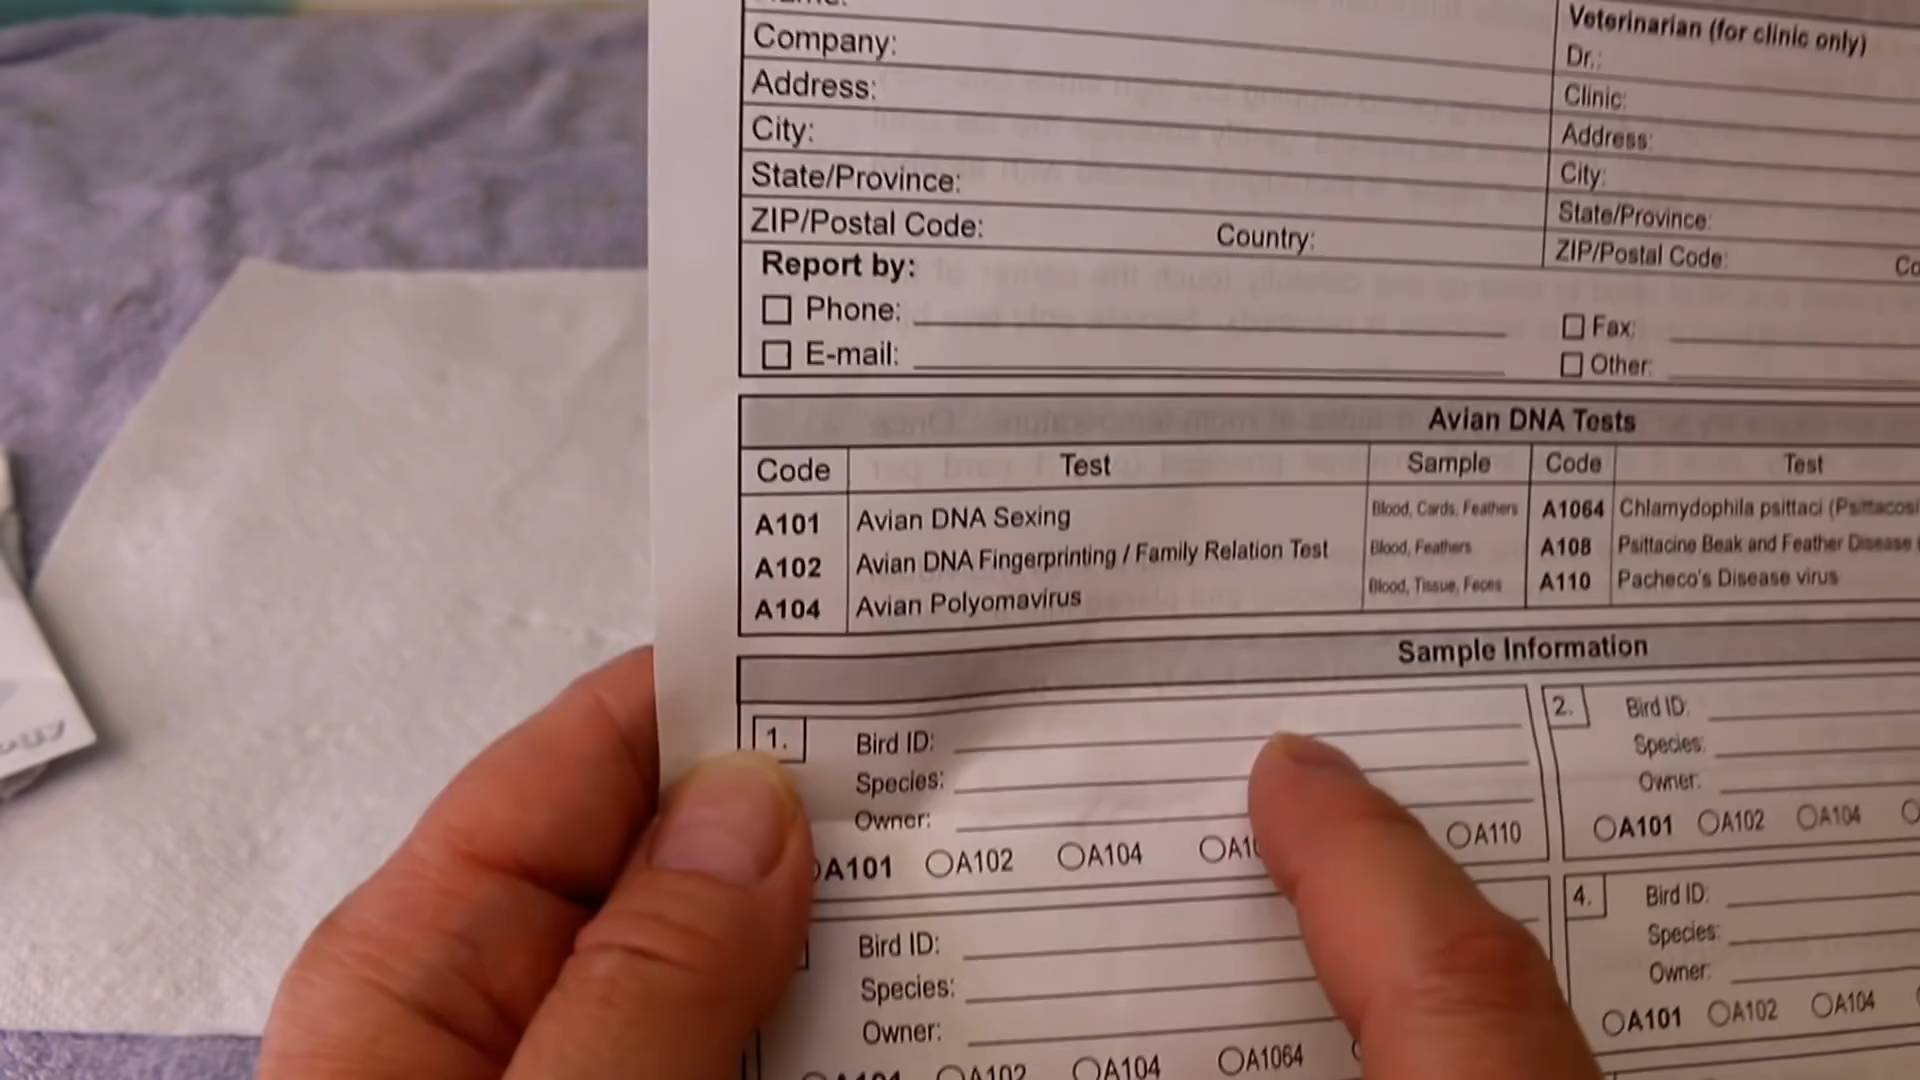 Company:
Address:
City:
State/Province:
ZIP/Postal Code: Country:
Report by:
Phone:
E-mail:
Veterinarian (for clinic only)
Dr.:
Clinic:
Address:
City:
State/Province:
ZIP/Postal Code:
Fax:
Other:
Avian DNA Tests
Code Test Sample Code Test
A101 Avian DNA Sexing Blood, Cards, Feathers A1064 Chlamydophila psittaci
A102 Avian DNA Fingerprinting / Family Relation Test Blood, Feathers A108 Psittacine Beak and Feather Disease
A104 Avian Polyomavirus Blood, Tissue, Feces A110 Pacheco's Disease virus
Sample Information
1. Bird ID:
Species:
Owner:
A101 A102 A104 A110
2. Bird ID:
Species:
Owner:
A101 A102 A104
Bird ID:
Species:
Owner:
A101 A102 A104 A1064
4. Bird ID:
Species:
Owner:
A101 A102 A104